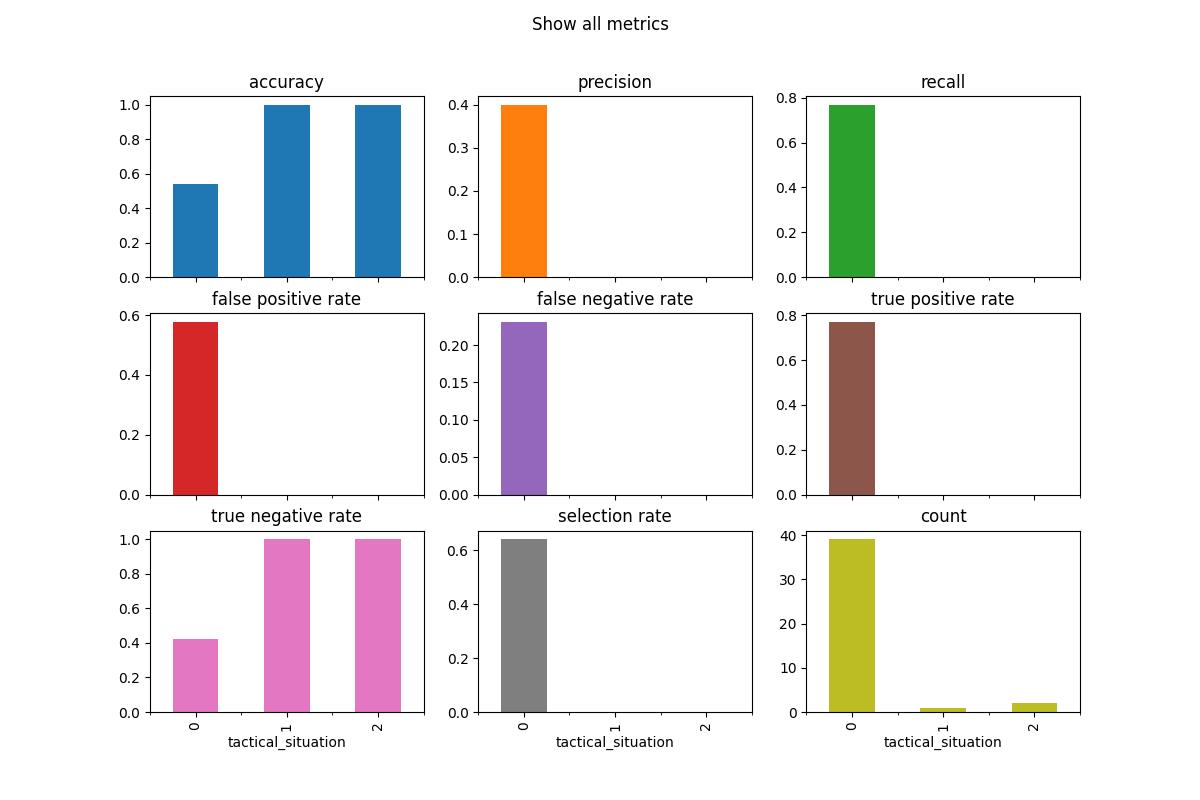 Show all metrics
accuracy
precision
recall
1.0
0.8
0.6
0.4
0.2
0.0
0.4
0.3
0.2
0.1
0.0
0.8
0.6
0.4
0.2
0.0
false positive rate
false negative rate
true positive rate
0.6
0.4
0.2
0.0
0.20
0.15
0.10
0.05
0.00
0.8
0.6
0.4
0.2
0.0
true negative rate
selection rate
count
1.0
0.8
0.6
0.4
0.2
0.0
0.6
0.4
0.2
0.0
40
30
20
10
0
0 1 2
0 1 2
0 1 2
tactical_situation
tactical_situation
tactical_situation